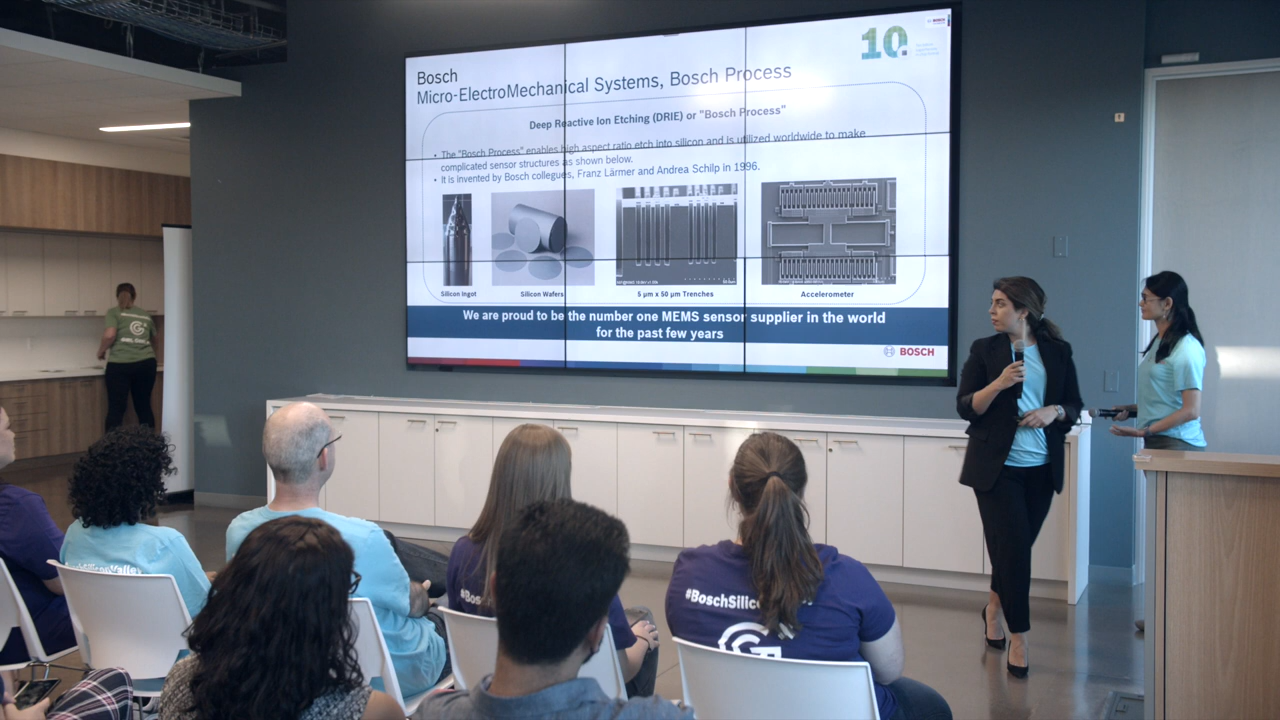 10
Bosch
Micro-ElectroMechanical Systems, Bosch Process
Deep Reactive Ion Etching (DRIE) or "Bosch Process"
• The "Bosch Process" enables high aspect ratio etch into silicon and is utilized worldwide to make
complicated sensor structures as shown below.
• It is invented by Bosch collegues, Franz Lärmer and Andrea Schilp in 1996.
Silicon Ingot
Silicon Wafers
5 µm x 50 µm Trenches
Accelerometer
We are proud to be the number one MEMS sensor supplier in the world
for the past few years
BOSCH
#BoschSilic
#Bos